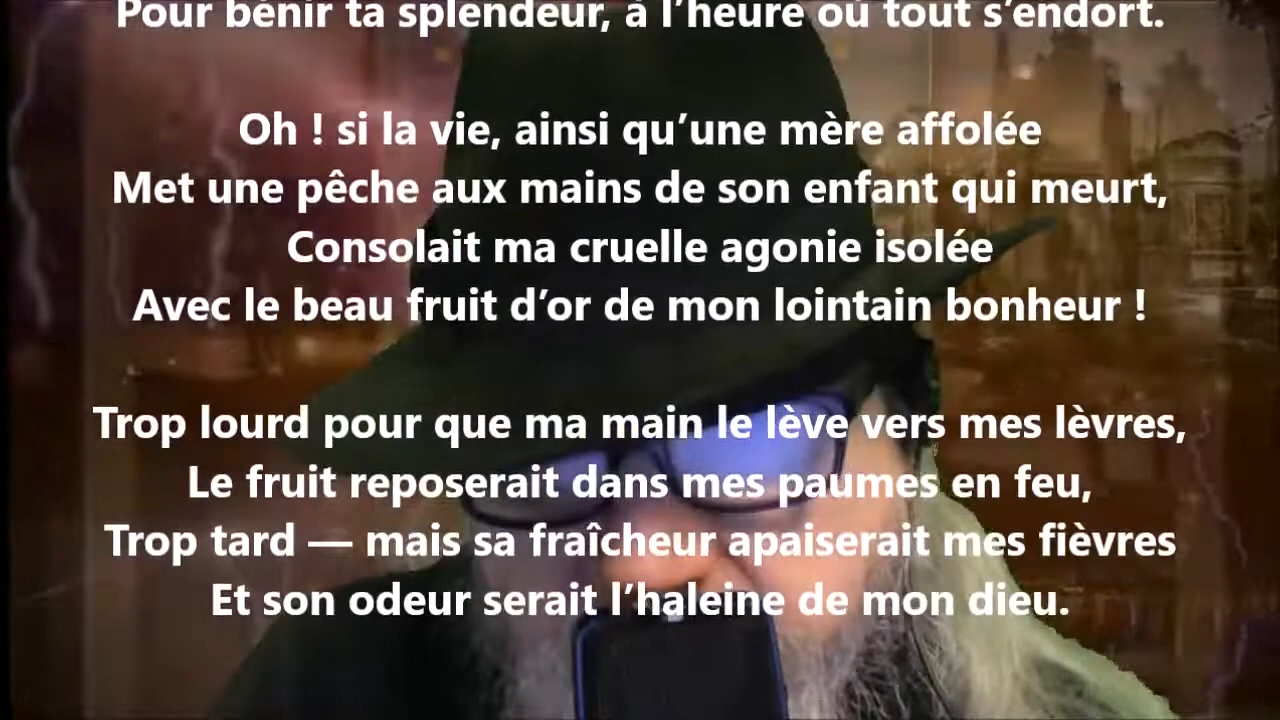 Pour bénir ta splendeur, à l’heure où tout s’endort.
Oh ! si la vie, ainsi qu’une mère affolée
Met une pêche aux mains de son enfant qui meurt,
Consolait ma cruelle agonie isolée
Avec le beau fruit d’or de mon lointain bonheur !
Trop lourd pour que ma main le lève vers mes lèvres,
Le fruit reposerait dans mes paumes en feu,
Trop tard — mais sa fraîcheur apaiserait mes fièvres
Et son odeur serait l’haleine de mon dieu.